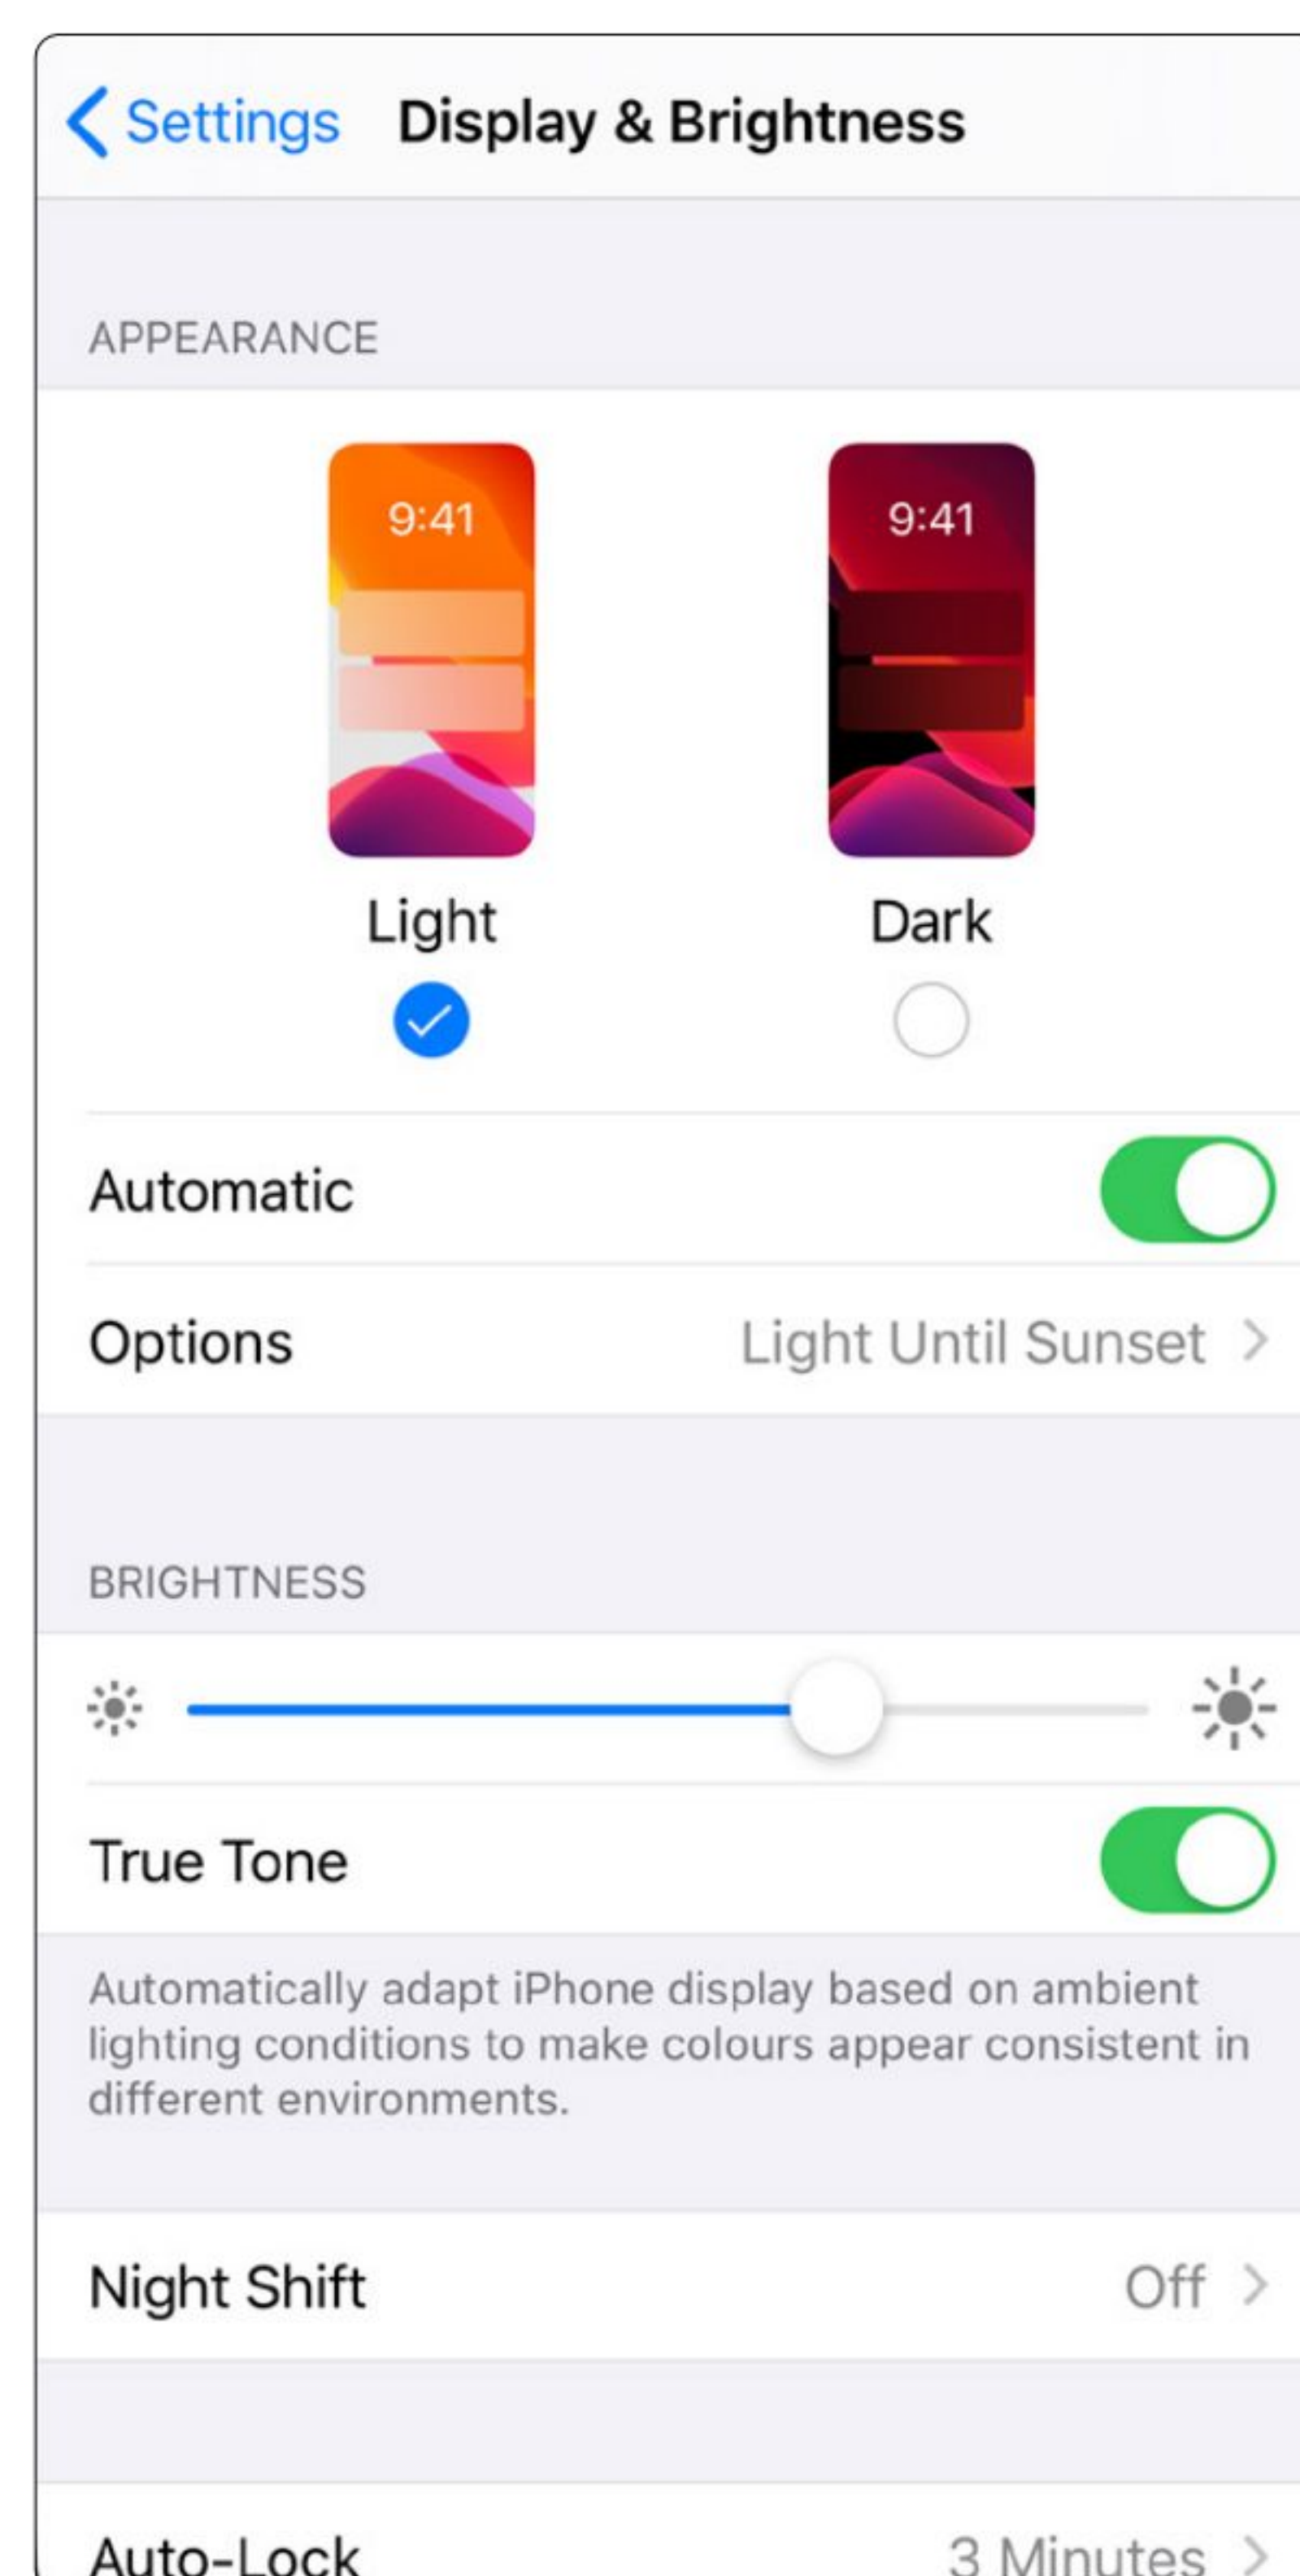 Settings Display & Brightness
APPEARANCE
9:41 9:41
Light Dark
Automatic
Options Light Until Sunset
BRIGHTNESS
True Tone
Automatically adapt iPhone display based on ambient
lighting conditions to make colours appear consistent in
different environments.
Night Shift Off
Auto-Lock 3 Minutes